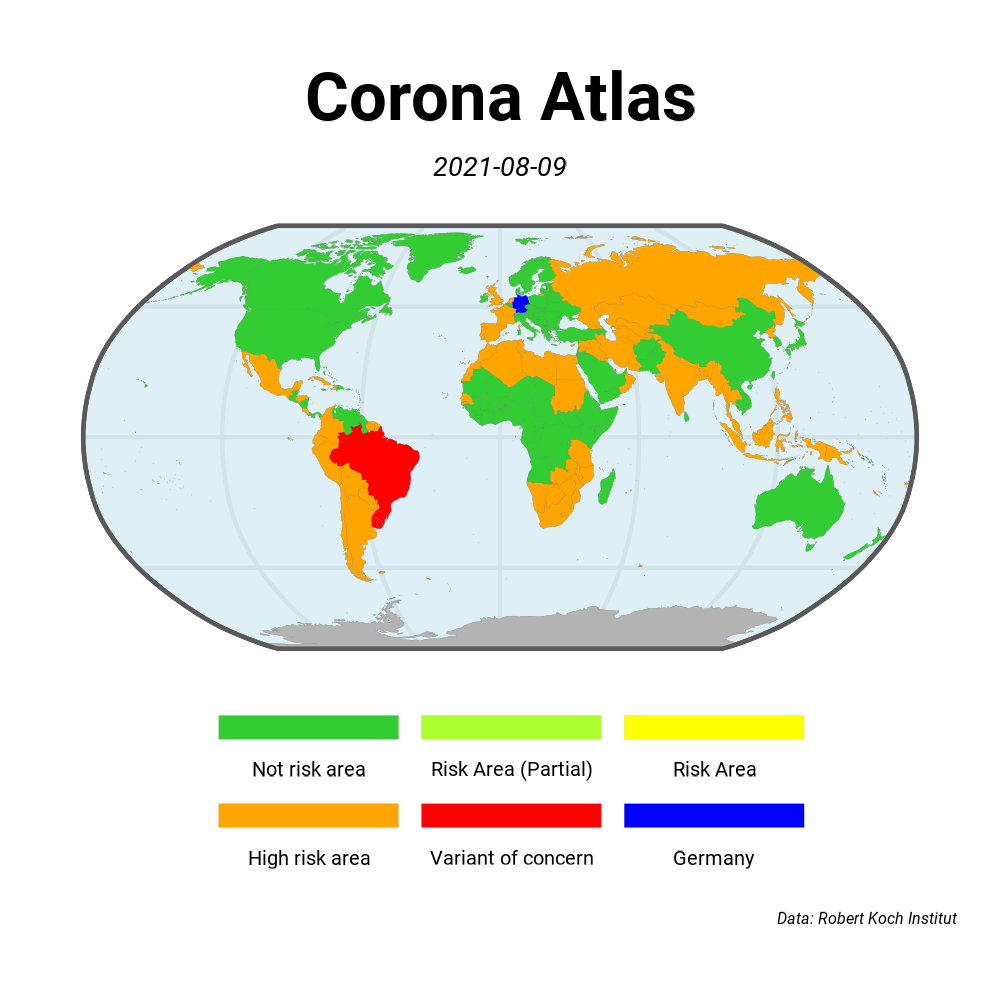 Corona Atlas
2021-08-09
Not risk area
Risk Area (Partial)
Risk Area
High risk area
Variant of concern
Germany
Data: Robert Koch Institut